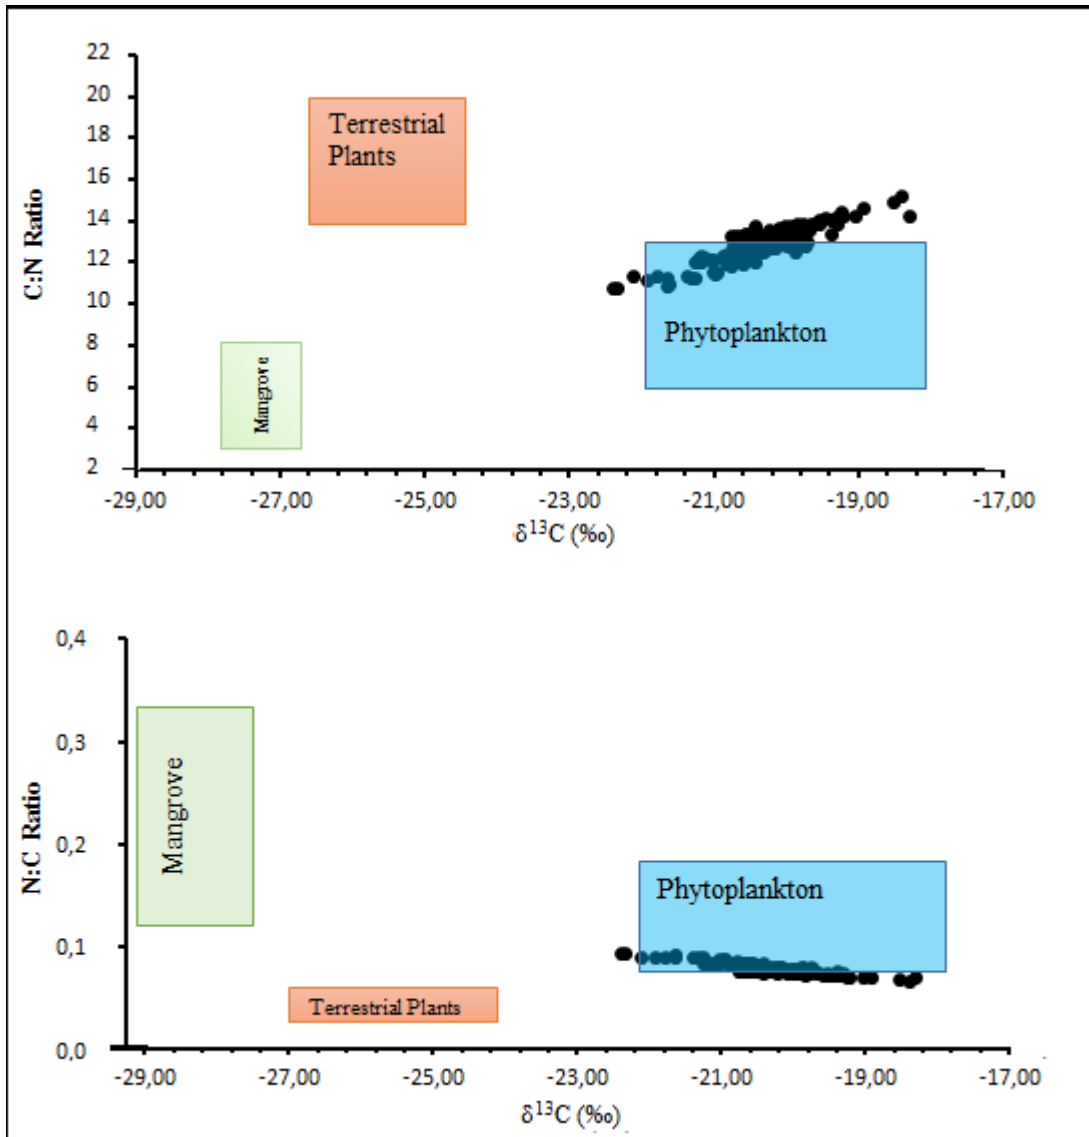 22
20
18
16
14
12
10
8
6
4
2
C:N Ratio
Terrestrial
Plants
Mangrove
Phytoplankton
-29,00 -27,00 -25,00 -23,00 -21,00 -19,00 -17,00
δ¹³C (‰)
0,4
0,3
0,2
0,1
0,0
N:C Ratio
Mangrove
Phytoplankton
Terrestrial Plants
-29,00 -27,00 -25,00 -23,00 -21,00 -19,00 -17,00
δ¹³C (‰)